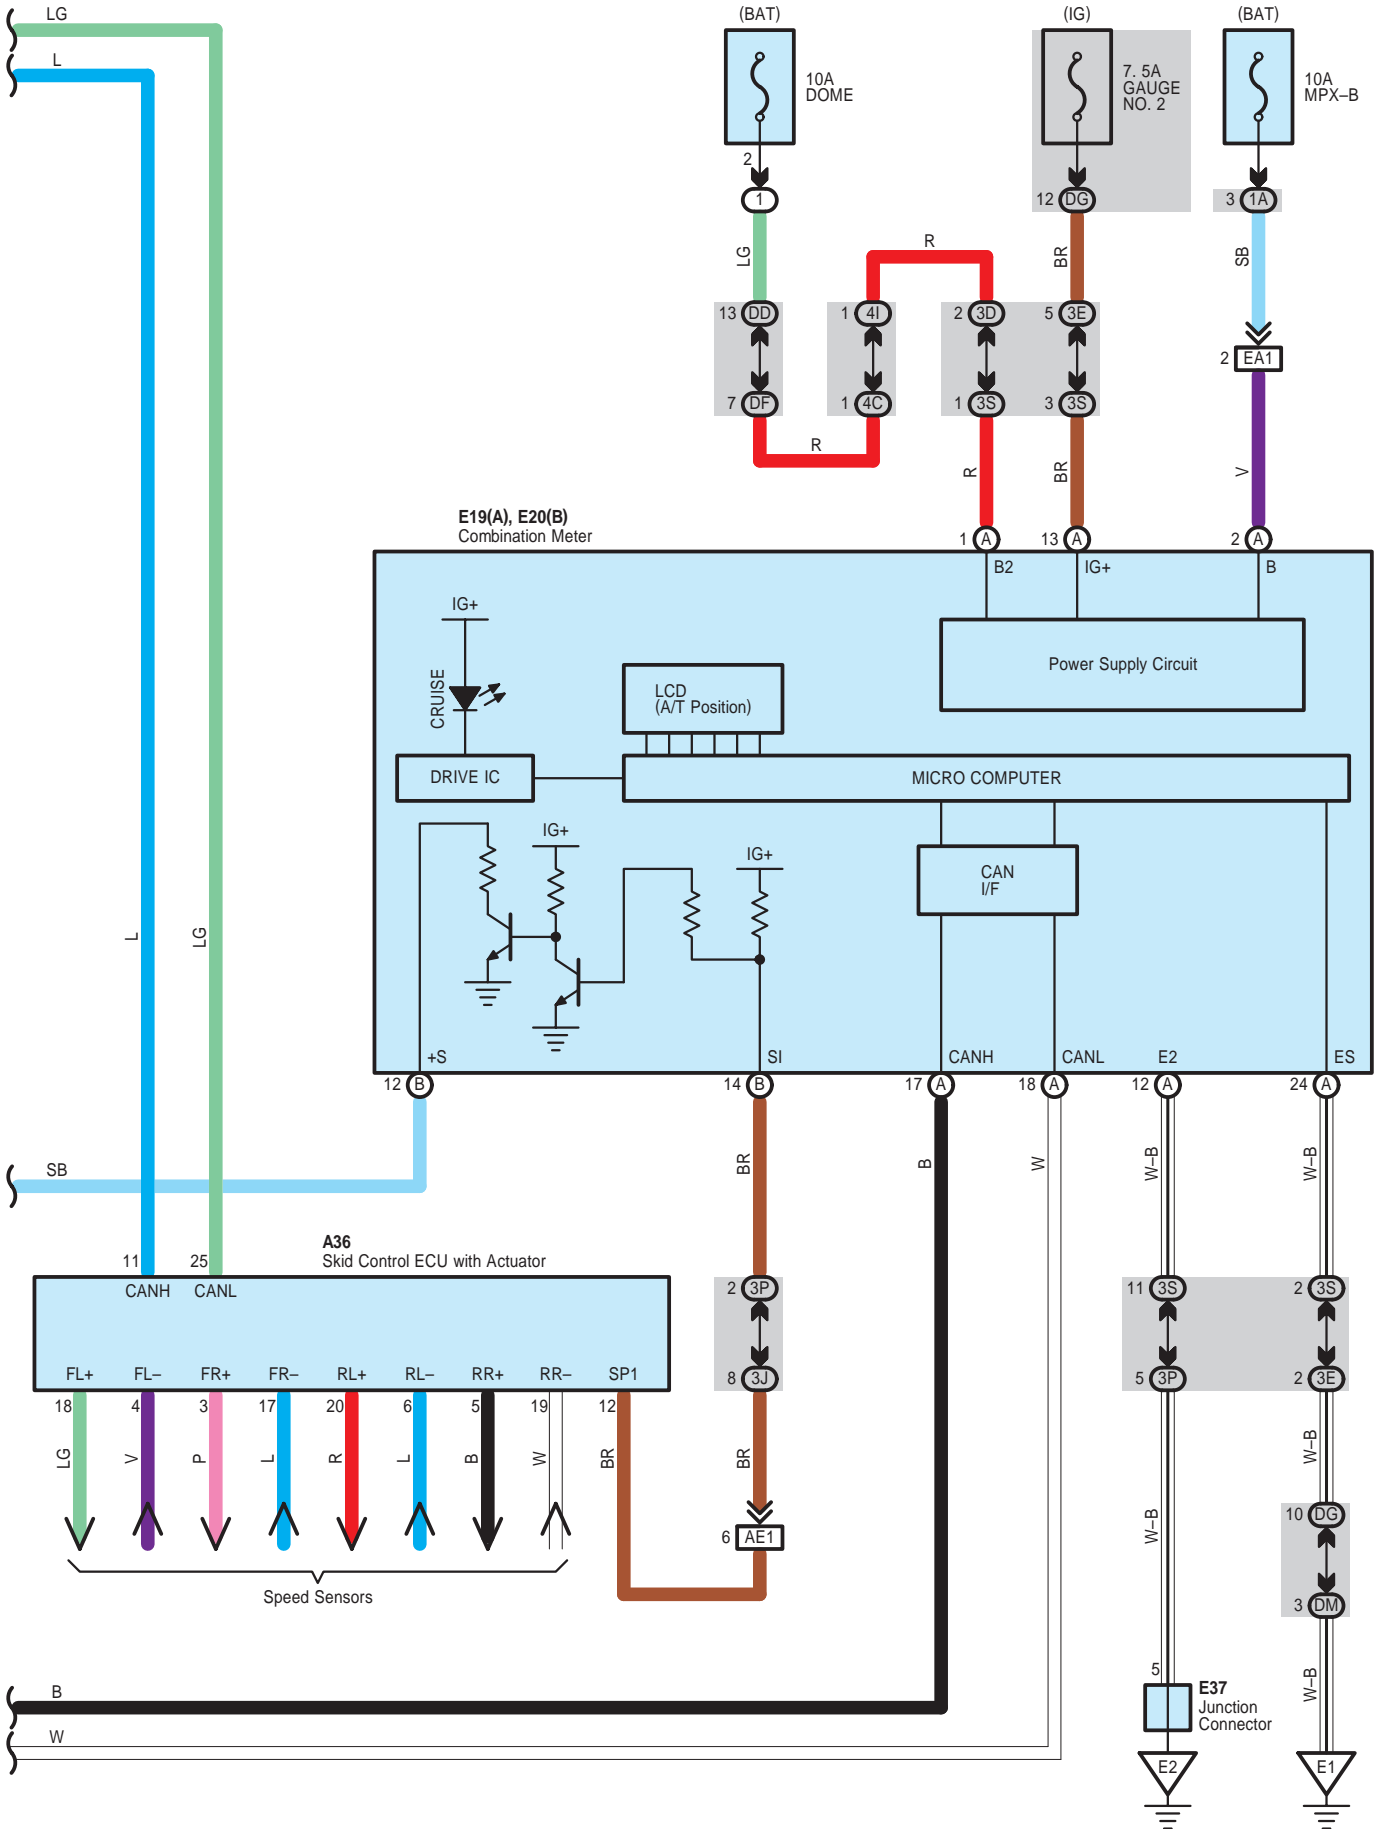 LG
L
(BAT)
(IG)
(BAT)
10A
DOME
7. 5A
GAUGE
NO. 2
10A
MPX–B
2
1
12 DG
3 1A
LG
R
BR
SB
13 DD
1 4I
2 3D
5 3E
2 EA1
7 DF
1 4C
1 3S
3 3S
R
R
BR
V
E19(A), E20(B)
Combination Meter
1 A
13 A
2 A
B2
IG+
B
IG+
CRUISE
LCD
(A/T Position)
Power Supply Circuit
DRIVE IC
MICRO COMPUTER
IG+
IG+
CAN
I/F
L
LG
+S
SI
CANH
CANL
E2
ES
12 B
14 B
17 A
18 A
12 A
24 A
SB
BR
B
W
W–B
W–B
A36
Skid Control ECU with Actuator
11
25
CANH
CANL
2 3P
11 3S
2 3S
FL+
FL–
FR+
FR–
RL+
RL–
RR+
RR–
SP1
8 3J
5 3P
2 3E
18
4
3
17
20
6
5
19
12
LG
V
P
L
R
L
B
W
BR
BR
W–B
W–B
10 DG
6 AE1
Speed Sensors
3 DM
5
E37
Junction
Connector
W–B
B
W
E2
E1